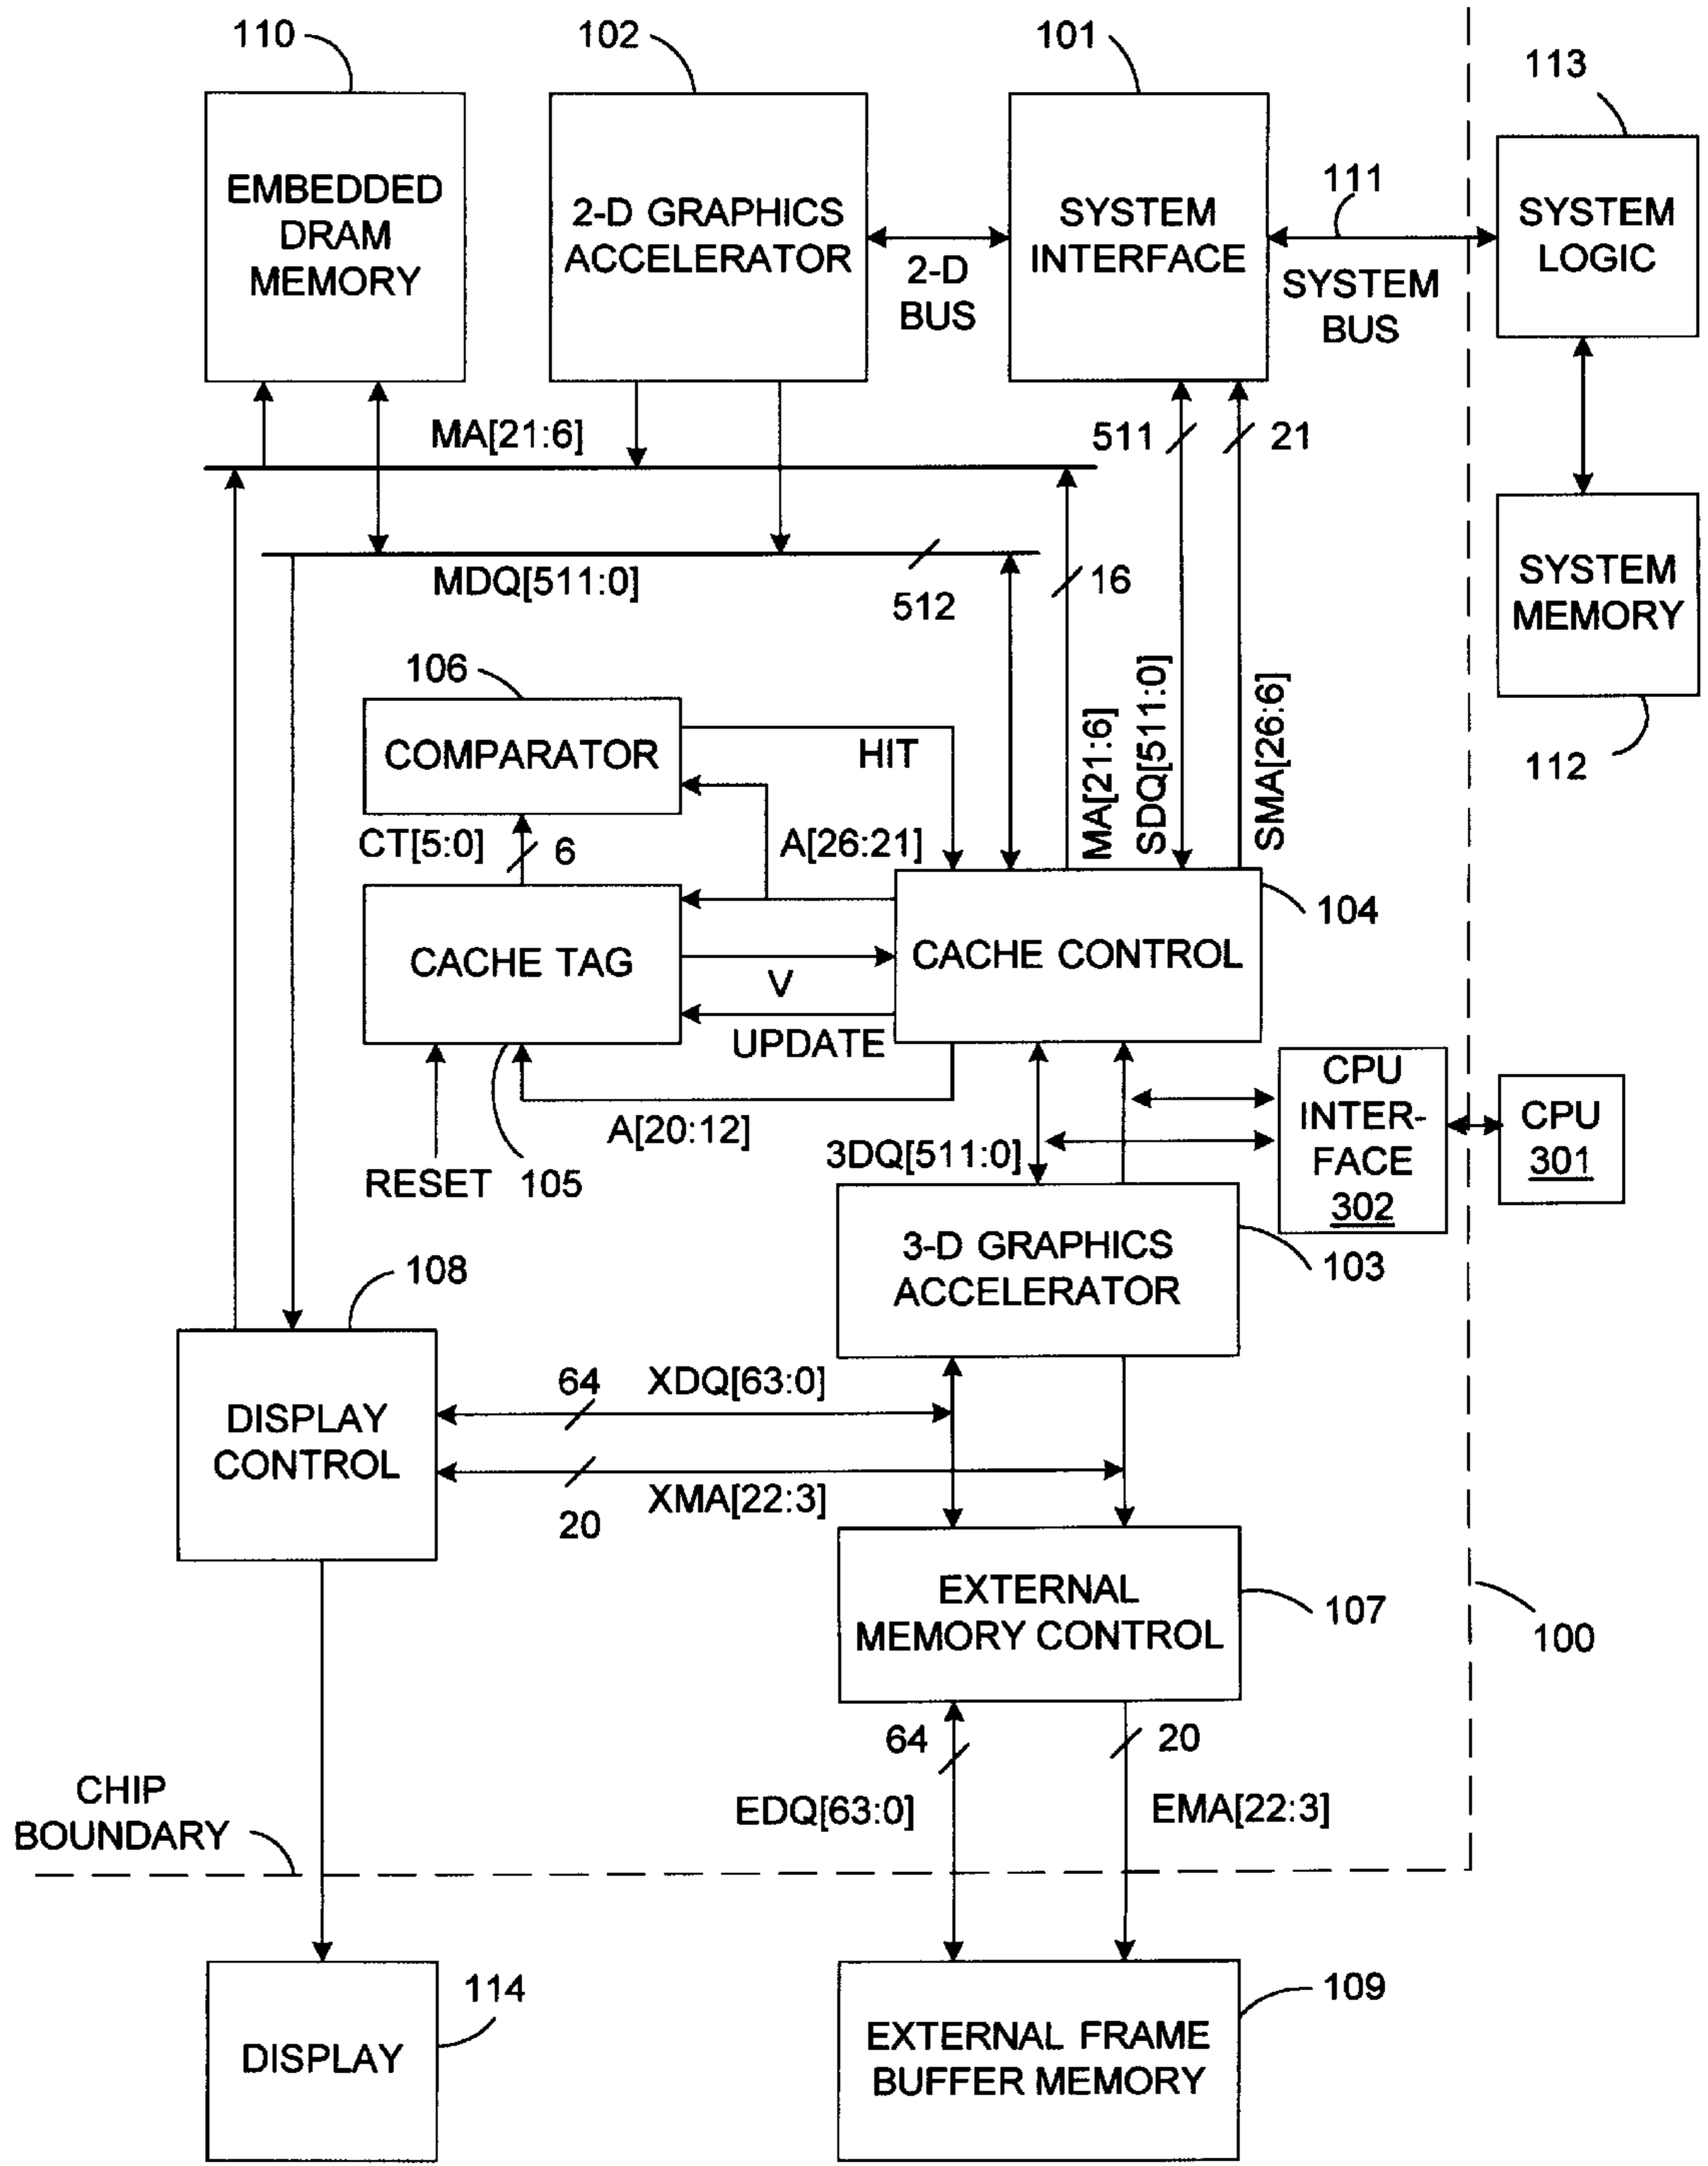 110
102
101
113
EMBEDDED
DRAM
MEMORY
2-D GRAPHICS
ACCELERATOR
2-D
BUS
SYSTEM
INTERFACE
111
SYSTEM
BUS
SYSTEM
LOGIC
MA[21:6]
511
21
MDQ[511:0]
512
16
SYSTEM
MEMORY
112
106
COMPARATOR
HIT
MA[21:6]
SDQ[511:0]
SMA[26:6]
CT[5:0]
6
A[26:21]
104
CACHE TAG
V
UPDATE
CACHE CONTROL
A[20:12]
RESET
105
3DQ[511:0]
CPU
INTER-
FACE
302
CPU
301
108
3-D GRAPHICS
ACCELERATOR
103
DISPLAY
CONTROL
64
XDQ[63:0]
20
XMA[22:3]
EXTERNAL
MEMORY CONTROL
107
100
64
20
EDQ[63:0]
EMA[22:3]
CHIP
BOUNDARY
114
DISPLAY
109
EXTERNAL FRAME
BUFFER MEMORY